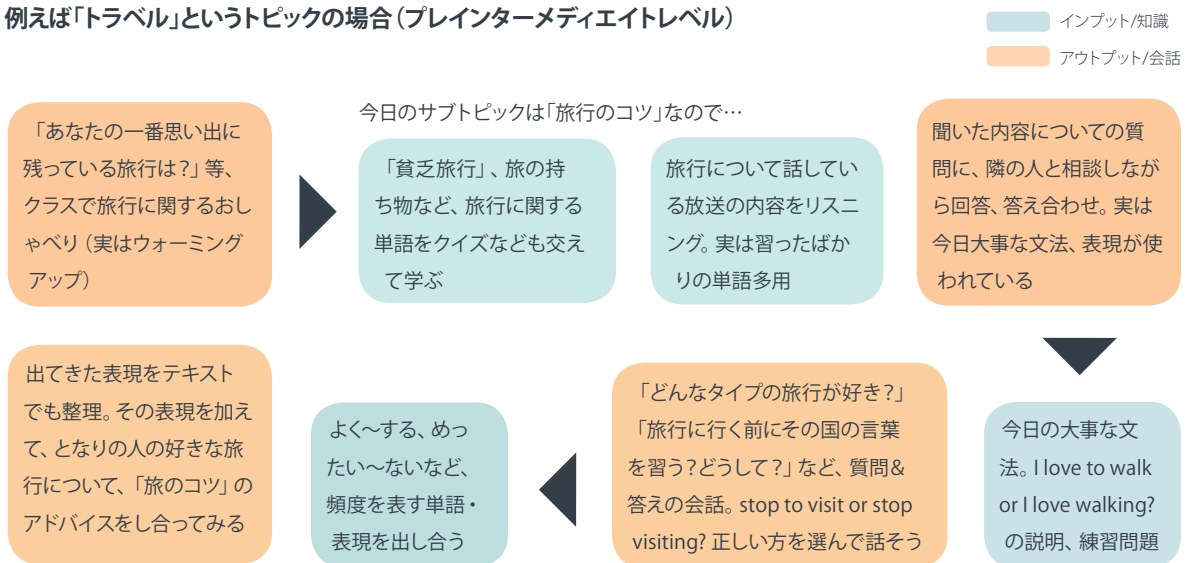 例えば「トラベル」というトピックの場合(プレインターメディエイトレベル)
インプット/知識
アウトプット/会話
「あなたの一番思い出に
残っている旅行は?」等、
クラスで旅行に関するおし
ゃべり(実はウォーミング
アップ)
今日のサブトピックは「旅行のコツ」なので…
「貧乏旅行」、旅の持
ち物など、旅行に関する
単語をクイズなども交え
て学ぶ
旅行について話してい
る放送の内容をリスニ
ング。実は習ったばか
りの単語多用
聞いた内容についての質
問に、隣の人と相談しなが
ら回答、答え合わせ。実は
今日大事な文法、表現が使
われている
今日の大事な文
法。I love to walk
or I love walking?
の説明、練習問題
「どんなタイプの旅行が好き?」
「旅行に行く前にその国の言葉
を習う?どうして?」など、質問&
答えの会話。stop to visit or stop
visiting? 正しい方を選んで話そう
よく~する、めっ
たい~ないなど、
頻度を表す単語・
表現を出し合う
出てきた表現をテキスト
でも整理。その表現を加え
て、となりの人の好きな旅
行について、「旅のコツ」の
アドバイスをし合ってみる